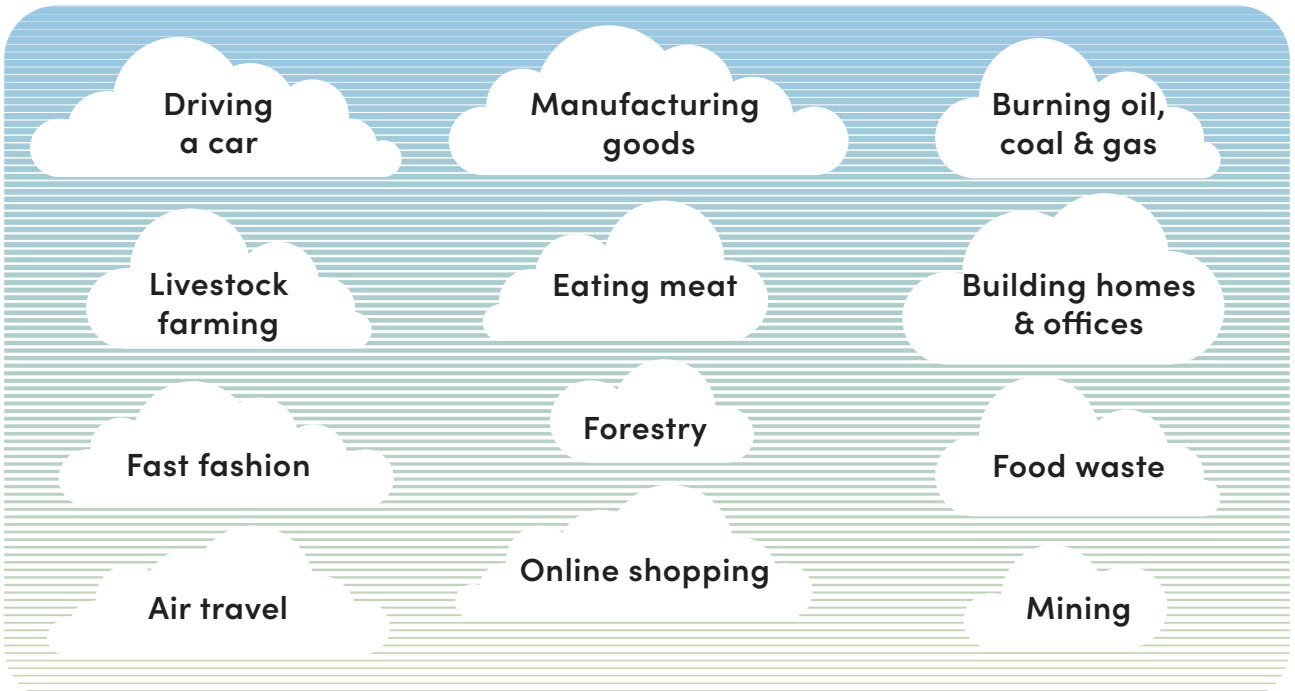 Driving
a car
Manufacturing
goods
Burning oil,
coal & gas
Livestock
farming
Eating meat
Building homes
& offices
Fast fashion
Forestry
Food waste
Air travel
Online shopping
Mining